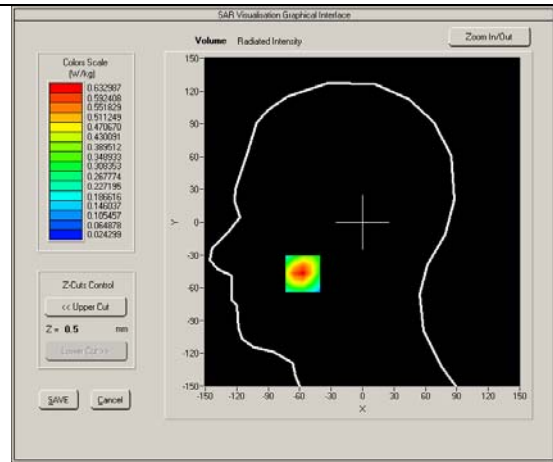 SAR Visualisation Graphical Interface
Volume Radiated Intensity
Zoom In/Out
Colors Scale
(W/kg)
0.632987
0.592408
0.551829
0.511249
0.470670
0.430091
0.389512
0.348933
0.308353
0.267774
0.227195
0.186616
0.146037
0.105457
0.064878
0.024299
Z-Cuts Control
<< Upper Cut
Z = 0.5 mm
Lower Cut >>
SAVE Cancel
150
120
90
60
30
0
-30
-60
-90
-120
-150
Y
-150 -120 -90 -60 -30 0 30 60 90 120 150
X